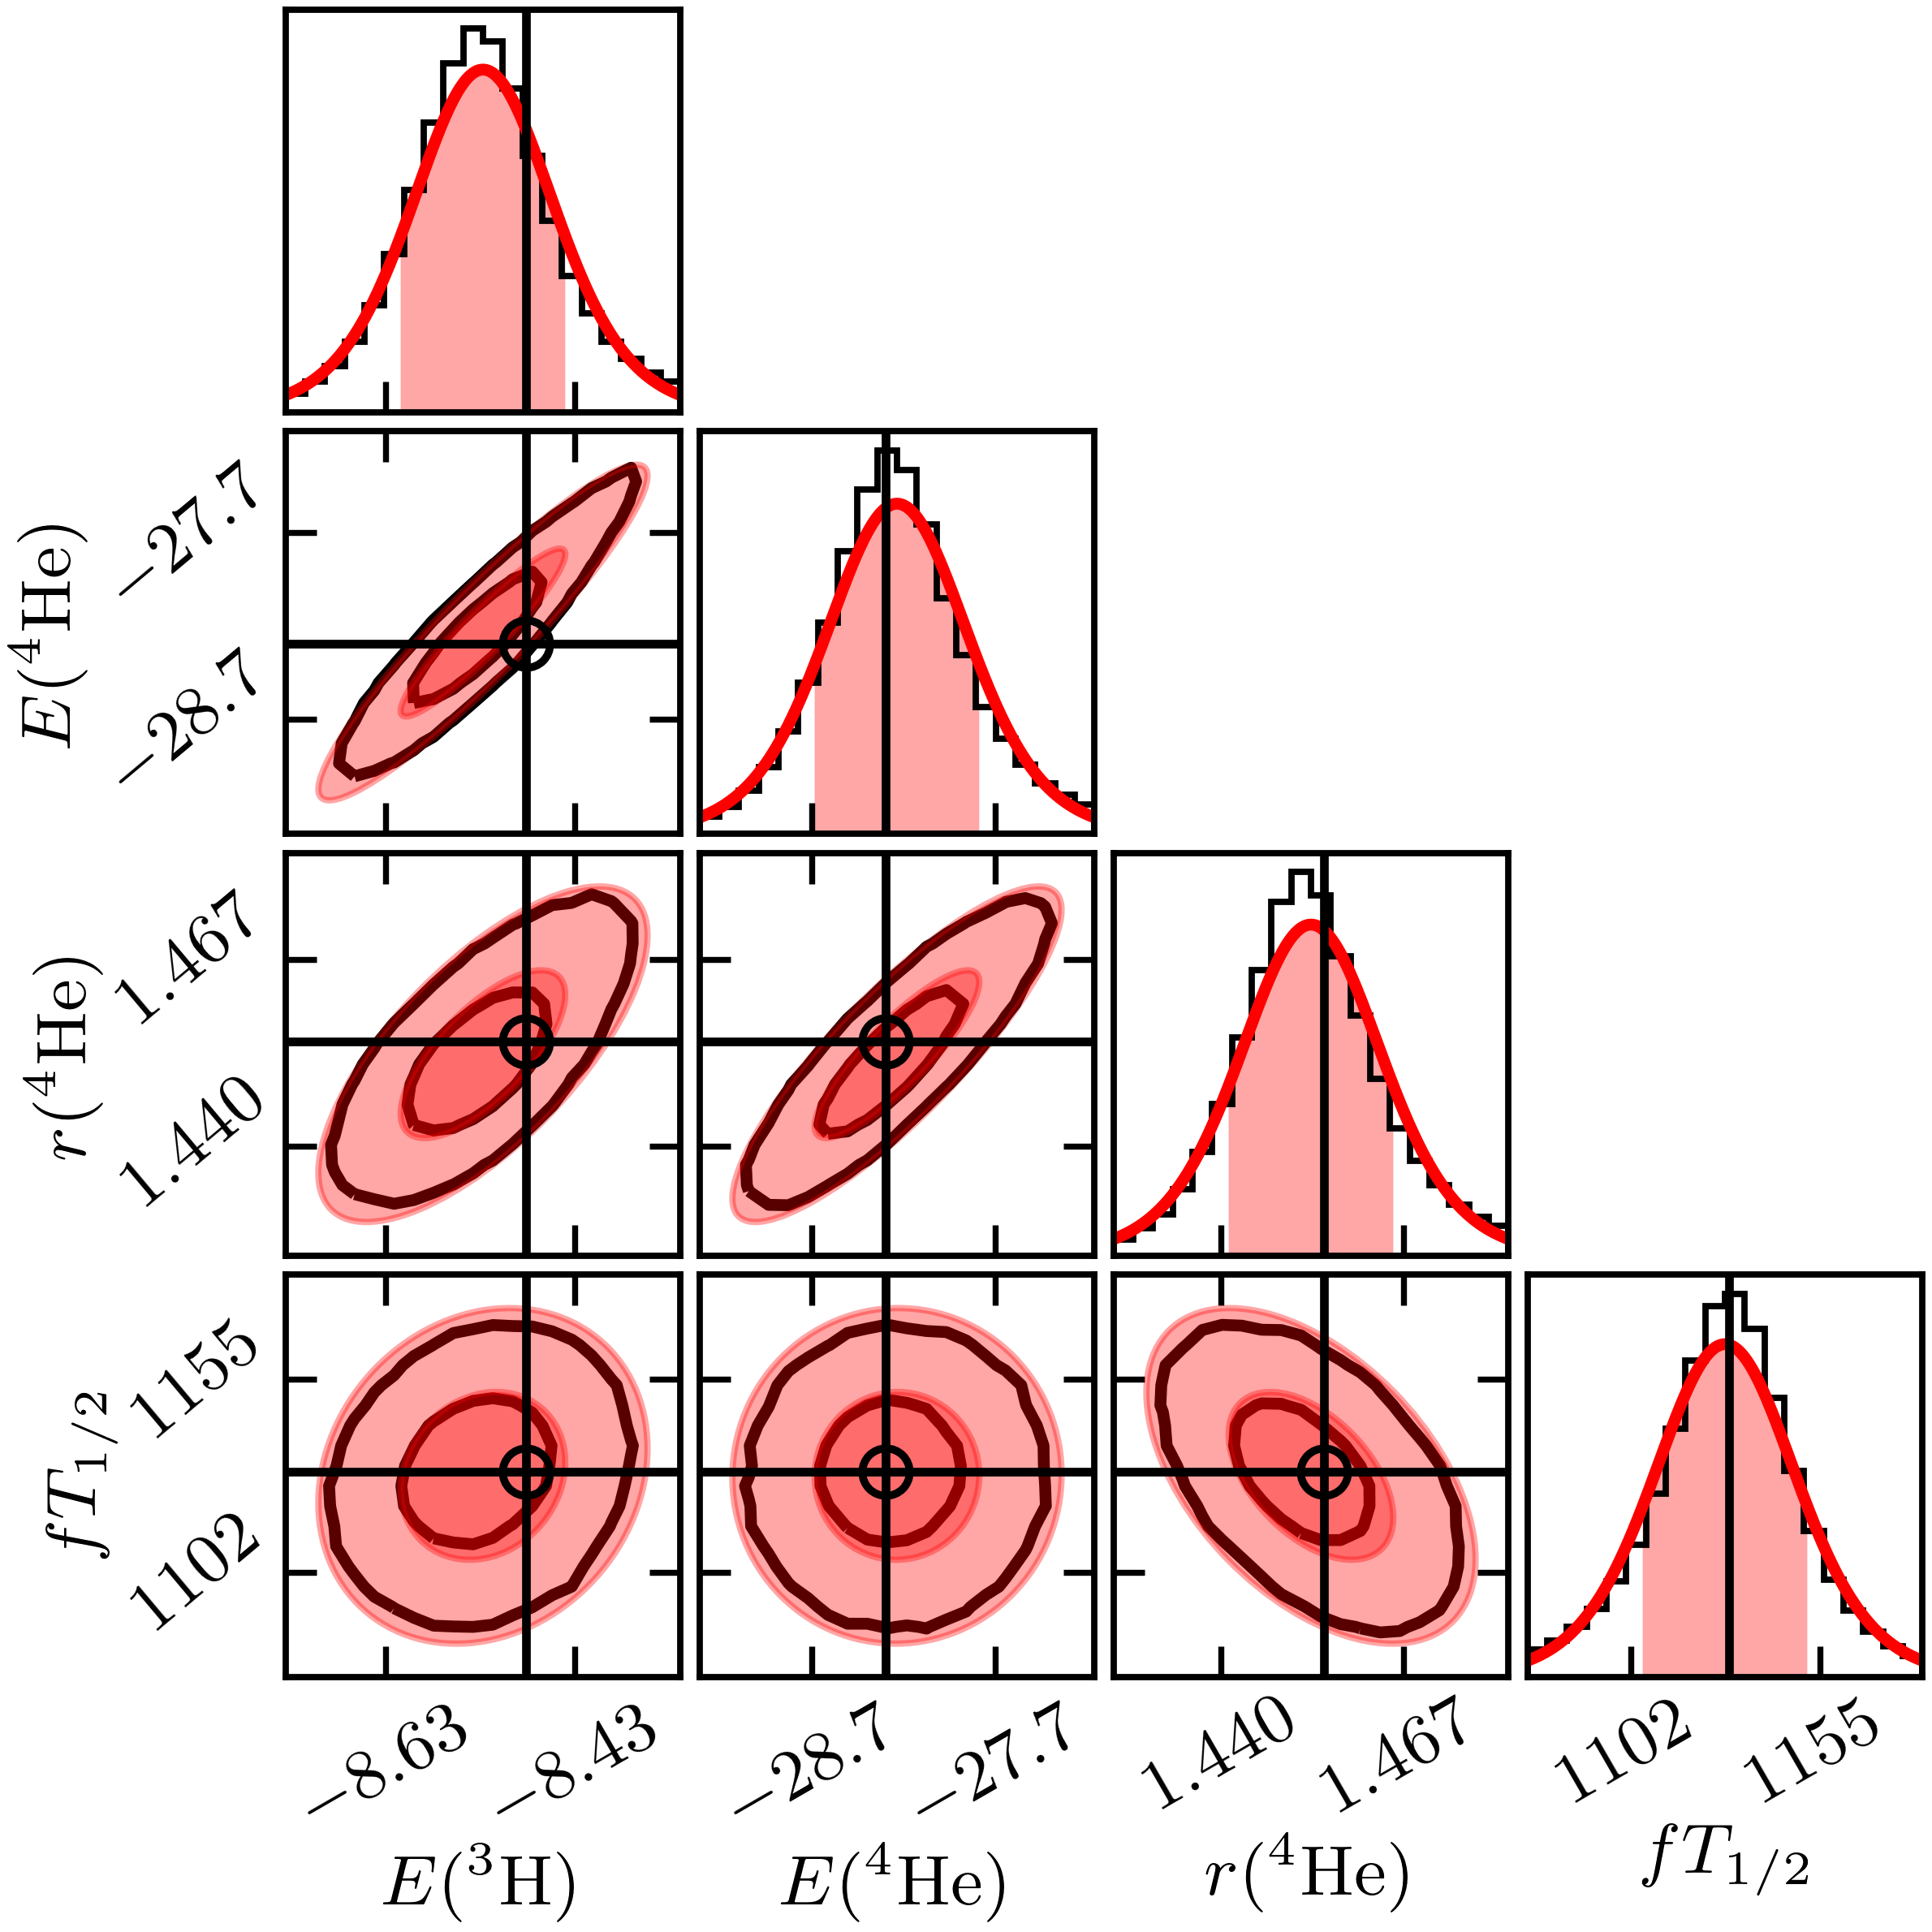 E(⁴He)
−27.7
−28.7
r(⁴He)
1.467
1.440
fT₁/₂
1155
1102
−8.63
−8.43
−28.7
−27.7
1.440
1.467
1102
1155
E(³H)
E(⁴He)
r(⁴He)
fT₁/₂